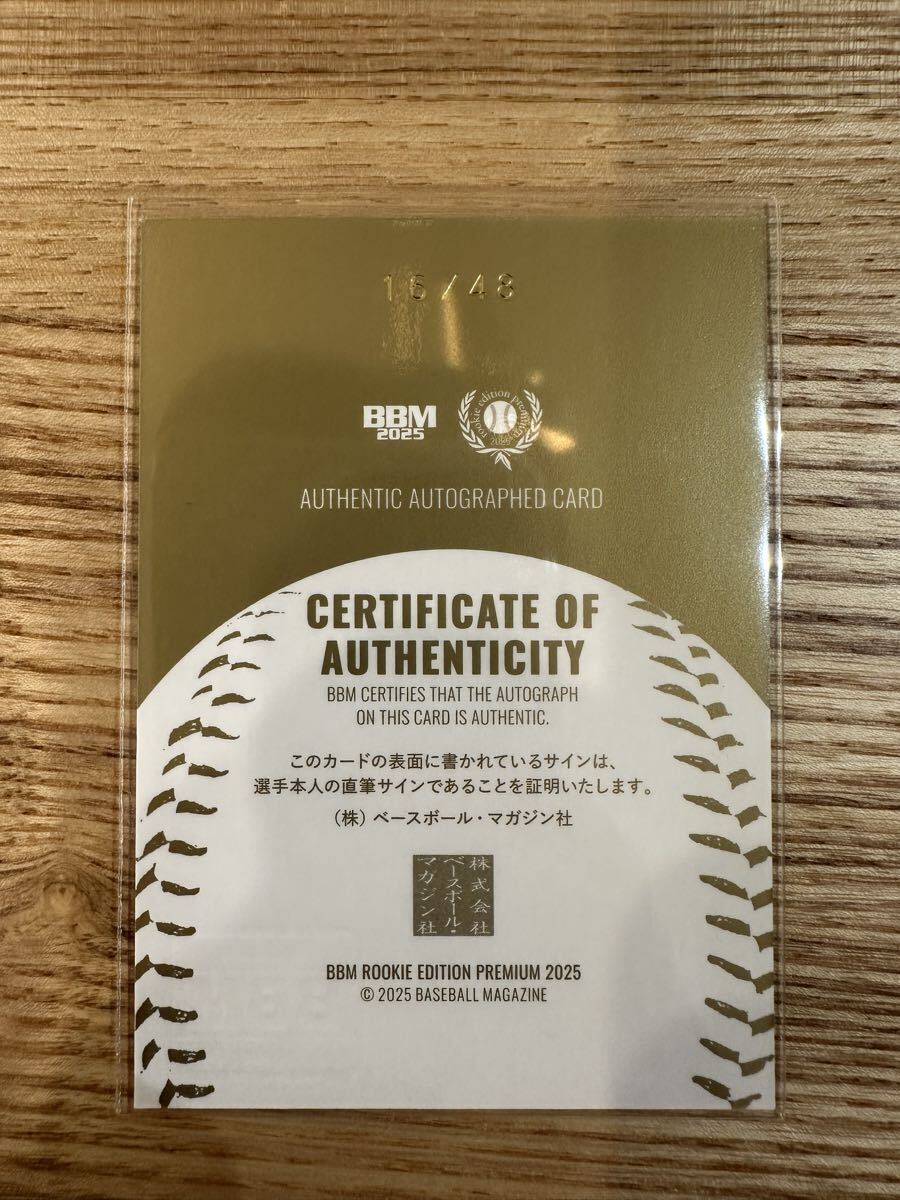 16/48
BBM
2025
rookie edition premium
2025
AUTHENTIC AUTOGRAPHED CARD
CERTIFICATE OF
AUTHENTICITY
BBM CERTIFIES THAT THE AUTOGRAPH
ON THIS CARD IS AUTHENTIC.
このカードの表面に書かれているサインは、
選手本人の直筆サインであることを証明いたします。
（株）ベースボール・マガジン社
株式会社
ベースボール・
マガジン社
BBM ROOKIE EDITION PREMIUM 2025
© 2025 BASEBALL MAGAZINE